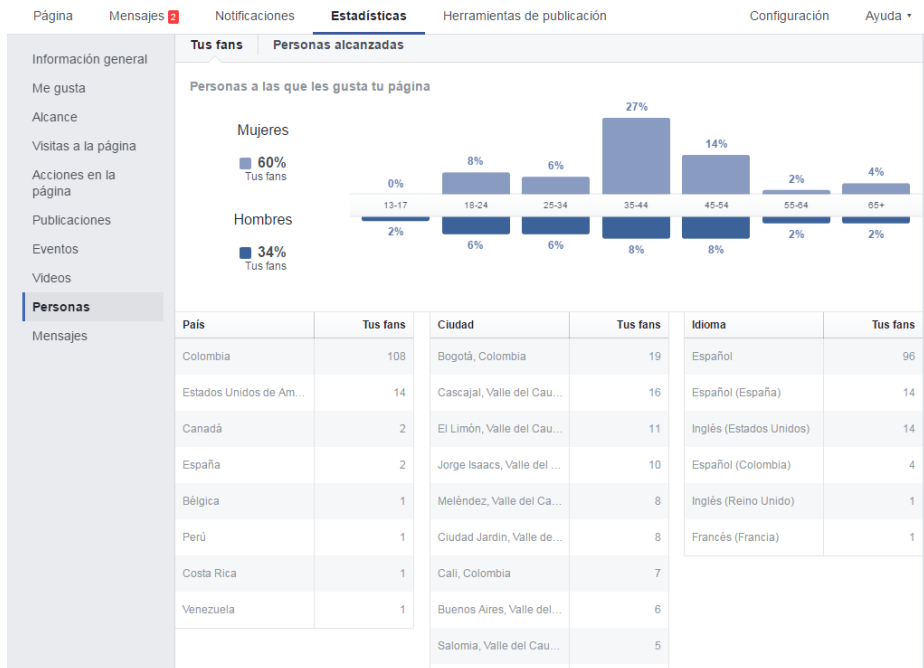 Página Mensajes 2 Notificaciones Estadísticas Herramientas de publicación Configuración Ayuda
Tus fans Personas alcanzadas
Información general
Me gusta
Alcance
Visitas a la página
Acciones en la
página
Publicaciones
Eventos
Videos
Personas
Mensajes
Personas a las que les gusta tu página
Mujeres
60%
Tus fans
Hombres
34%
Tus fans
0% 8% 6% 27% 14% 2% 4%
13-17 18-24 25-34 35-44 45-54 55-64 65+
2% 6% 6% 8% 8% 2% 2%
País Tus fans
Colombia 108
Estados Unidos de Am... 14
Canadá 2
España 2
Bélgica 1
Perú 1
Costa Rica 1
Venezuela 1
Ciudad Tus fans
Bogotá, Colombia 19
Cascajal, Valle del Cau... 16
El Limón, Valle del Cau... 11
Jorge Isaacs, Valle del ... 10
Meléndez, Valle del Ca... 8
Ciudad Jardin, Valle de... 8
Cali, Colombia 7
Buenos Aires, Valle del... 6
Salomia, Valle del Cau... 5
Idioma Tus fans
Español 96
Español (España) 14
Inglés (Estados Unidos) 14
Español (Colombia) 4
Inglés (Reino Unido) 1
Francés (Francia) 1